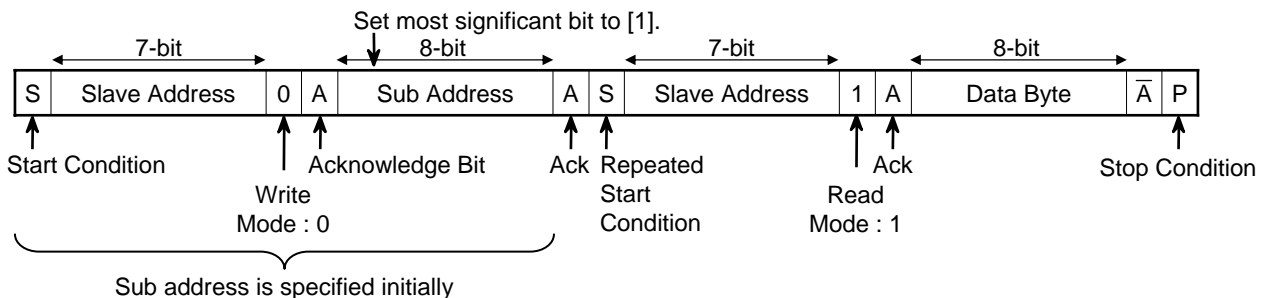 Set most significant bit to [1].
7-bit 8-bit 7-bit 8-bit
S Slave Address 0 A Sub Address A S Slave Address 1 A Data Byte A̅ P
Start Condition Acknowledge Bit Ack Repeated Ack Stop Condition
Write Start Read
Mode : 0 Condition Mode : 1
Sub address is specified initially